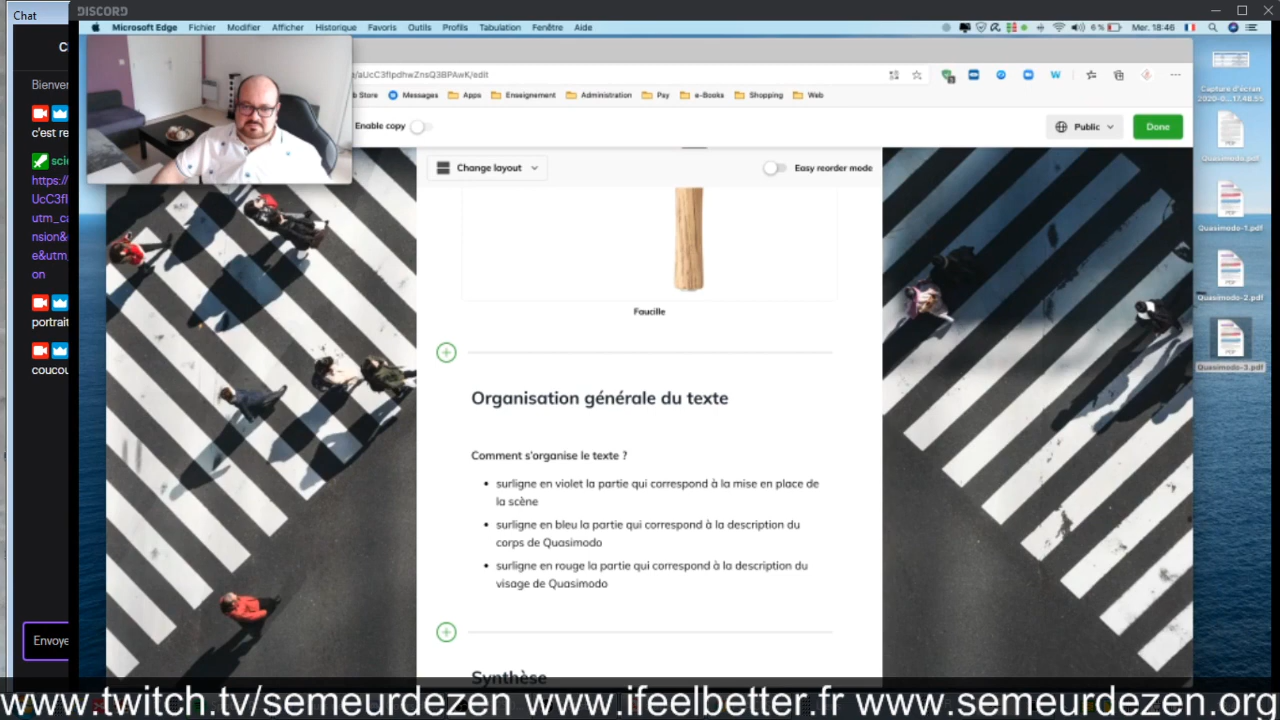 Chat
DISCORD
Microsoft Edge Fichier Modifier Afficher Historique Favoris Outils Profils Tabulation Fenêtre Aide
6 % Mer. 18:46
/aUcC3flpdhwZnsQ3BPAwK/edit
b Store Messages Apps Enseignement Administration Pay e-Books Shopping Web
Enable copy Public Done
Change layout Easy reorder mode
Bienven
c'est re
scie
https://
UcC3fl
utm_ca
nsion&
e&utm_
on
portrait
coucou
Envoye
Faucille
Organisation générale du texte
Comment s'organise le texte ?
• surligne en violet la partie qui correspond à la mise en place de
la scène
• surligne en bleu la partie qui correspond à la description du
corps de Quasimodo
• surligne en rouge la partie qui correspond à la description du
visage de Quasimodo
Synthèse
Capture d'écran
Quasimodo.pdf
Quasimodo-1.pdf
Quasimodo-2.pdf
Quasimodo-3.pdf
www.twitch.tv/semeurdezen www.ifeelbetter.fr www.semeurdezen.org